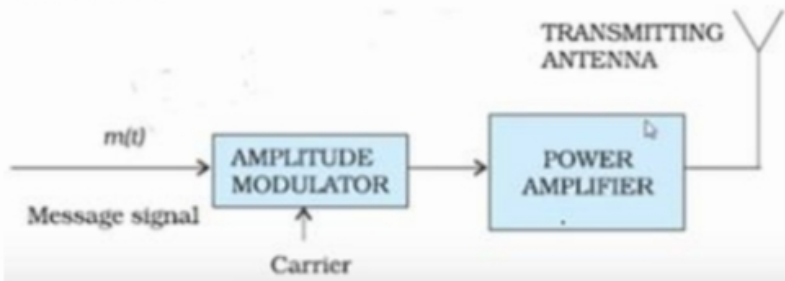 TRANSMITTING
ANTENNA
m(t)
AMPLITUDE
MODULATOR
POWER
AMPLIFIER
Message signal
Carrier